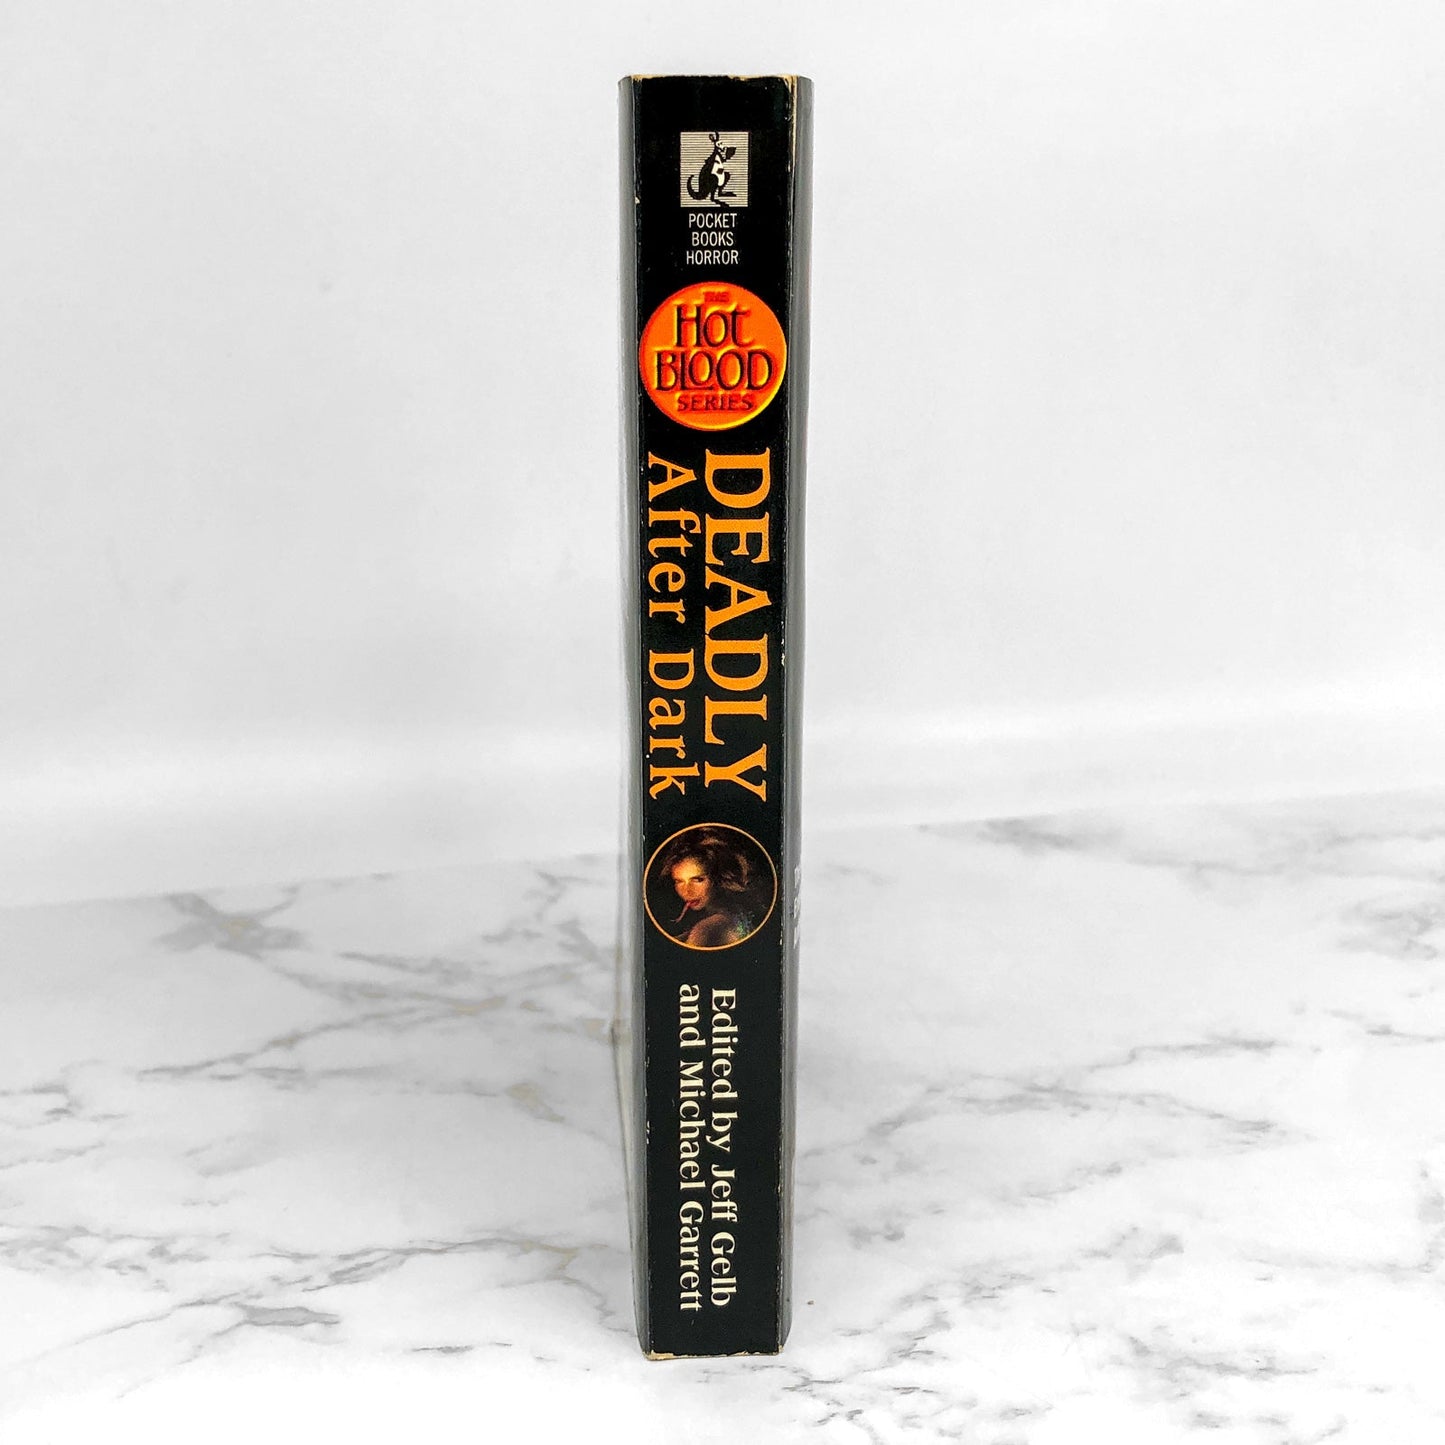 POCKET
BOOKS
HORROR
THE
HOt
BLOOD
SERIES
DEADLY
After Dark
Edited by Jeff Gelb
and Michael Garrett